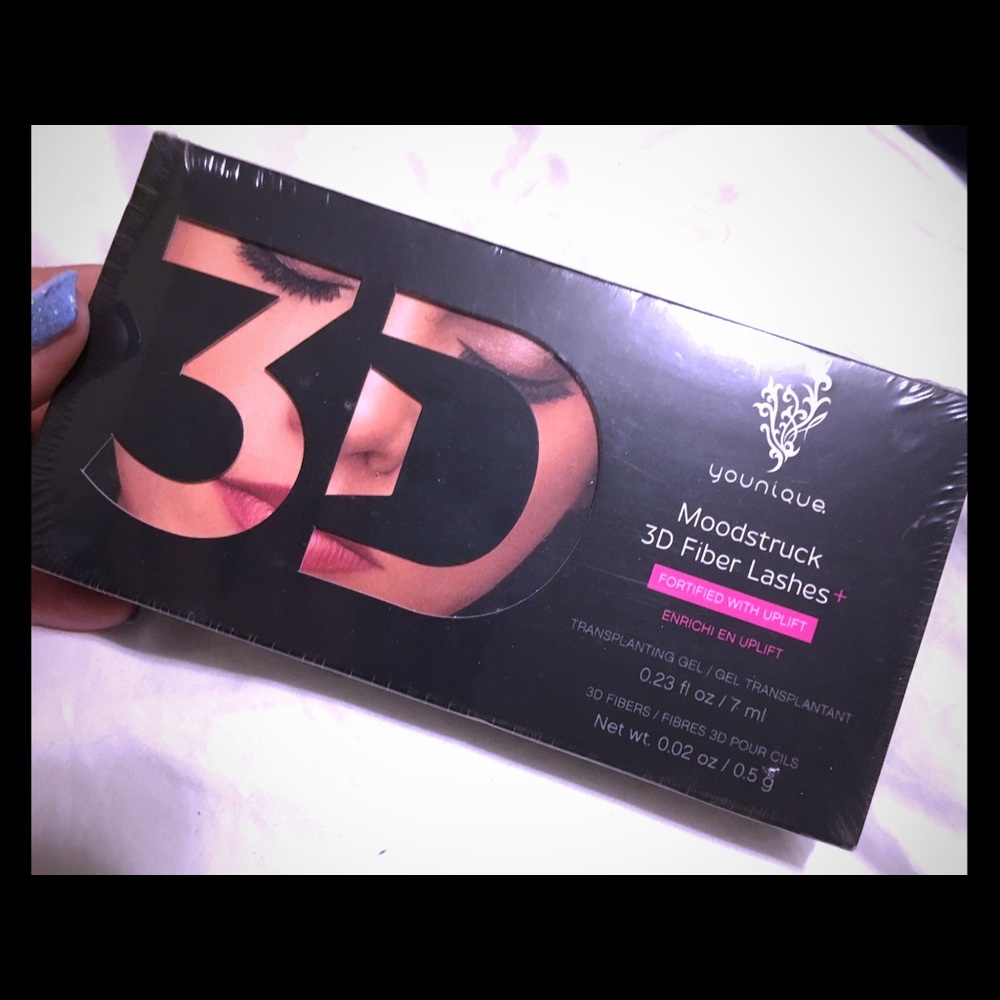 3D
younique
Moodstruck
3D Fiber Lashes+
FORTIFIED WITH UPLIFT
ENRICHI EN UPLIFT
TRANSPLANTING GEL / GEL TRANSPLANTANT
0.23 fl oz / 7 ml
3D FIBERS / FIBRES 3D POUR CILS
Net wt. 0.02 oz / 0.5 g